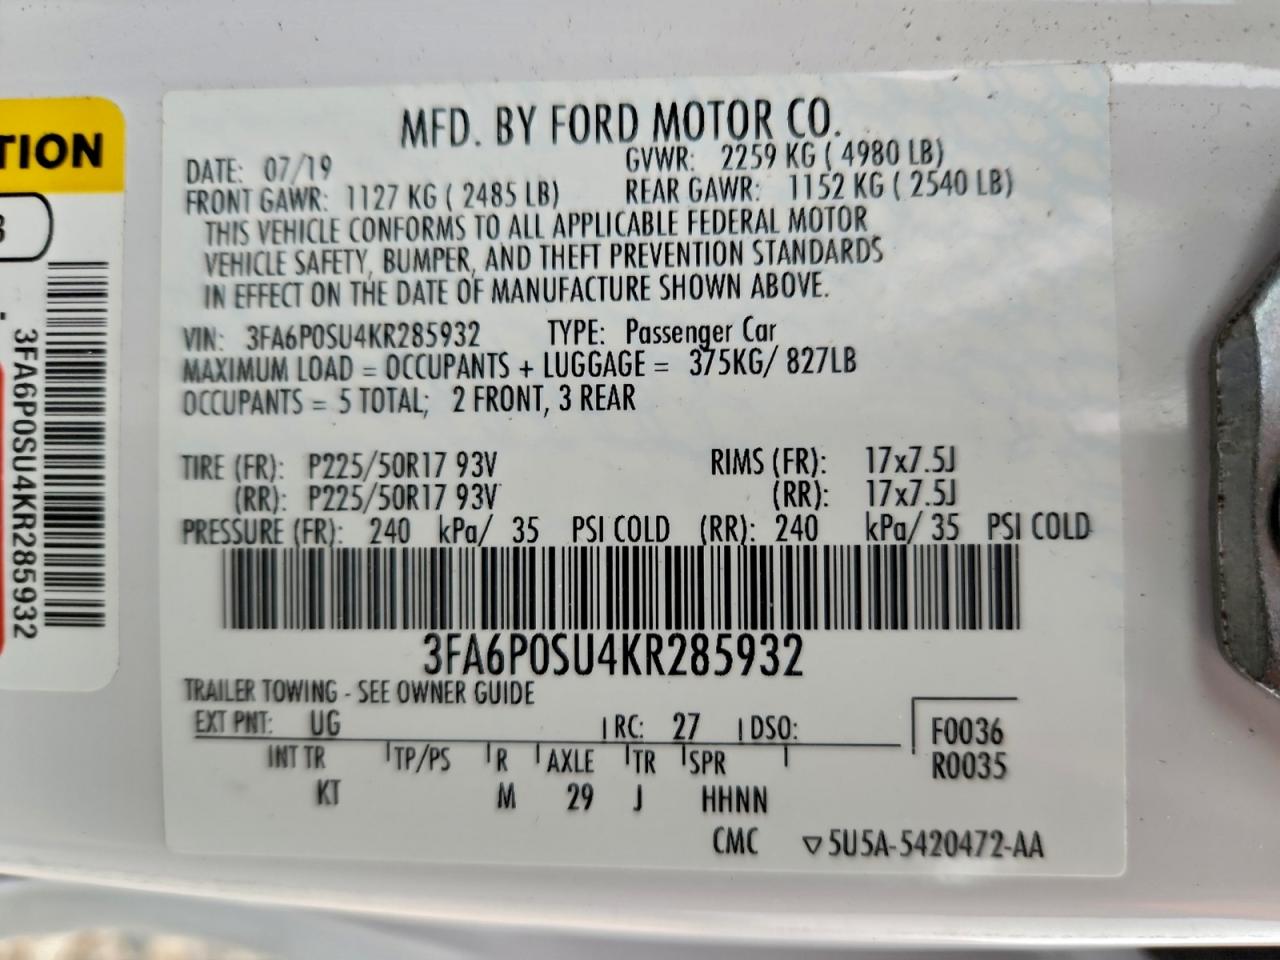 MFD. BY FORD MOTOR CO.
DATE: 07/19 GVWR: 2259 KG ( 4980 LB)
FRONT GAWR: 1127 KG ( 2485 LB) REAR GAWR: 1152 KG ( 2540 LB)
THIS VEHICLE CONFORMS TO ALL APPLICABLE FEDERAL MOTOR
VEHICLE SAFETY, BUMPER, AND THEFT PREVENTION STANDARDS
IN EFFECT ON THE DATE OF MANUFACTURE SHOWN ABOVE.
VIN: 3FA6P0SU4KR285932 TYPE: Passenger Car
MAXIMUM LOAD = OCCUPANTS + LUGGAGE = 375KG/ 827LB
OCCUPANTS = 5 TOTAL; 2 FRONT, 3 REAR
TIRE (FR): P225/50R17 93V RIMS (FR): 17x7.5J
(RR): P225/50R17 93V (RR): 17x7.5J
PRESSURE (FR): 240 kPa/ 35 PSI COLD (RR): 240 kPa/ 35 PSI COLD
3FA6P0SU4KR285932
TRAILER TOWING - SEE OWNER GUIDE
EXT PNT: UG RC: 27 DSO: F0036
INT TR TP/PS R AXLE TR SPR R0035
KT M 29 J HHNN
CMC ▽5U5A-5420472-AA
TION
3FA6P0SU4KR285932